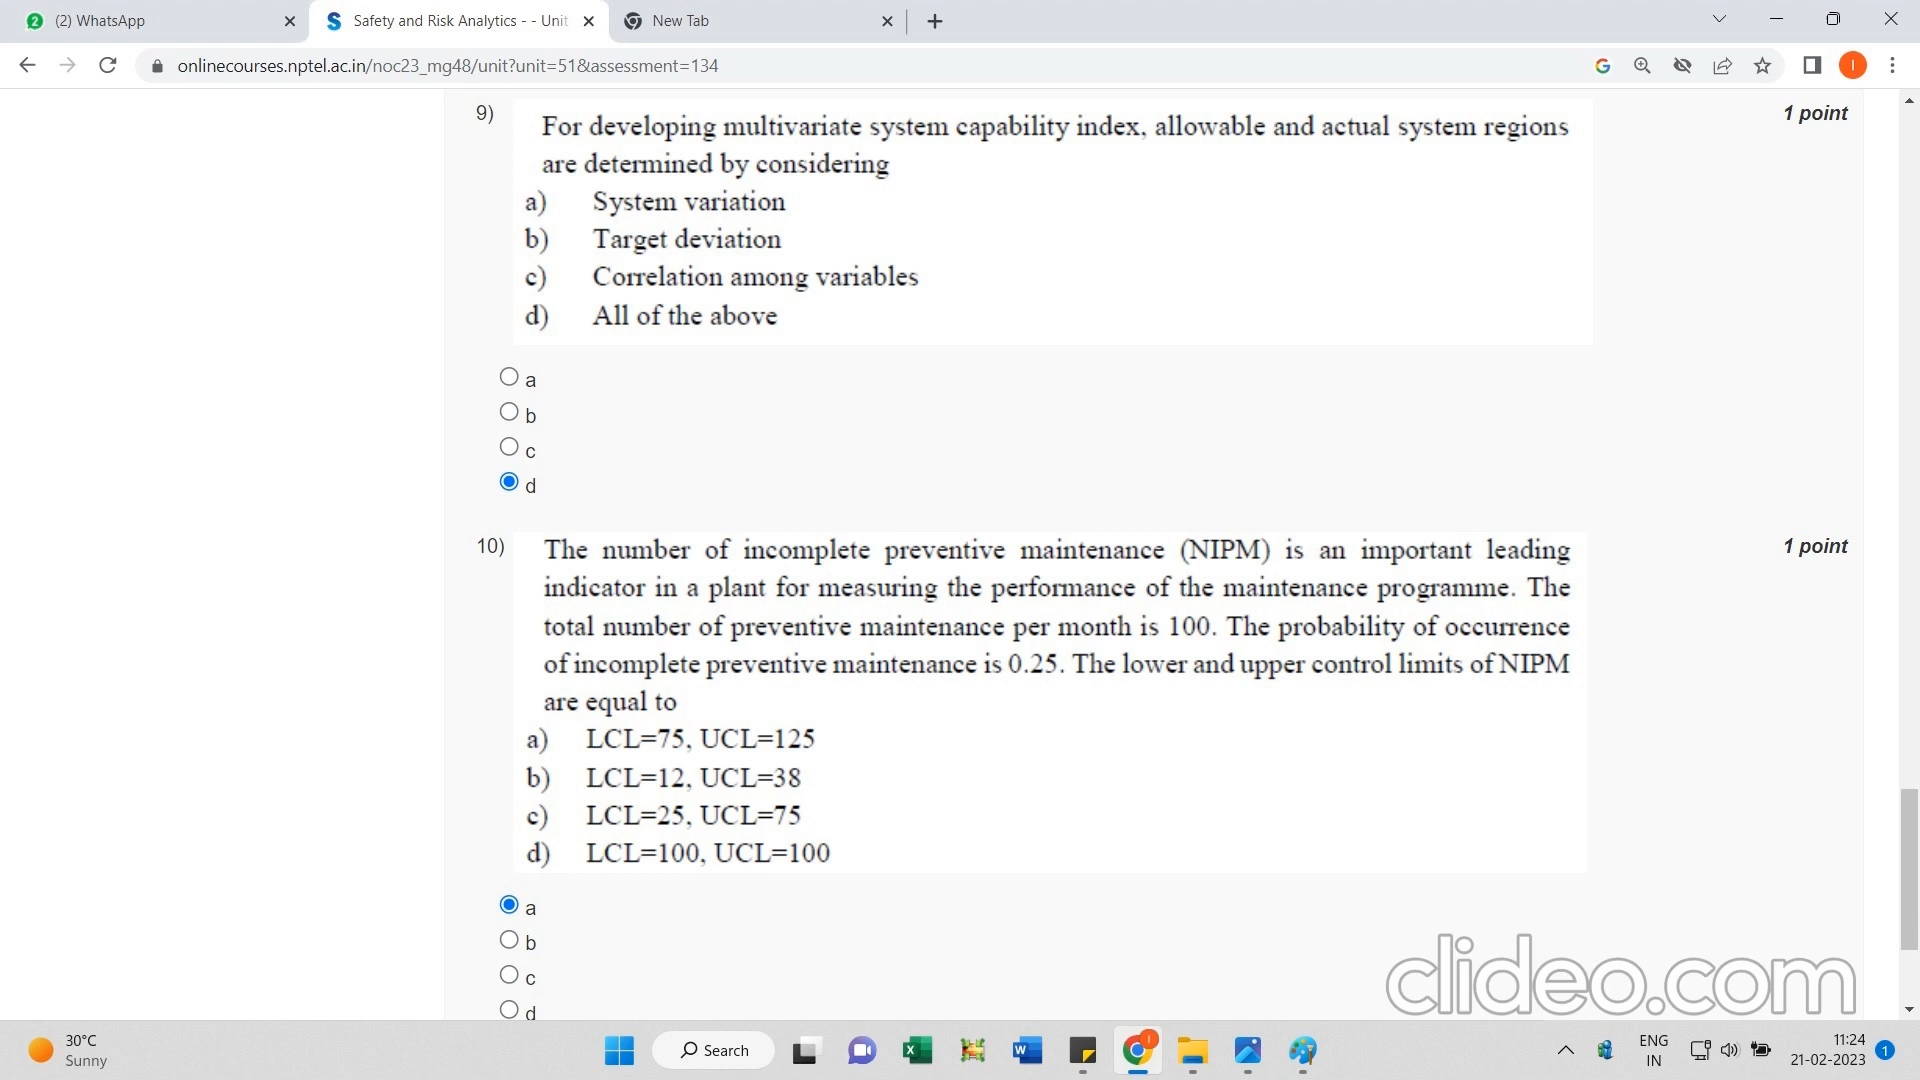 (2) WhatsApp
Safety and Risk Analytics - - Unit
New Tab
onlinecourses.nptel.ac.in/noc23_mg48/unit?unit=51&assessment=134
9)
1 point
For developing multivariate system capability index, allowable and actual system regions
are determined by considering
a) System variation
b) Target deviation
c) Correlation among variables
d) All of the above
a
b
c
d
10)
1 point
The number of incomplete preventive maintenance (NIPM) is an important leading
indicator in a plant for measuring the performance of the maintenance programme. The
total number of preventive maintenance per month is 100. The probability of occurrence
of incomplete preventive maintenance is 0.25. The lower and upper control limits of NIPM
are equal to
a) LCL=75, UCL=125
b) LCL=12, UCL=38
c) LCL=25, UCL=75
d) LCL=100, UCL=100
a
b
c
d
clideo.com
30°C
Sunny
Search
ENG
IN
11:24
21-02-2023
1